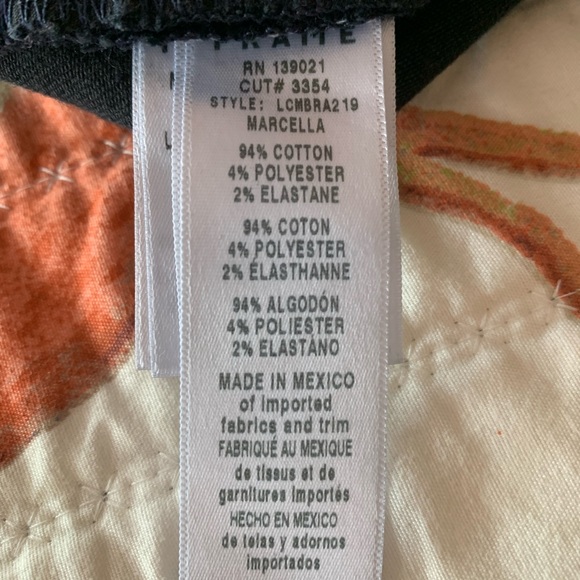 FRAME
RN 139021
CUT# 3354
STYLE: LCMBRA219
MARCELLA
94% COTTON
4% POLYESTER
2% ELASTANE
94% COTON
4% POLYESTER
2% ÉLASTHANNE
94% ALGODÓN
4% POLIESTER
2% ELASTANO
MADE IN MEXICO
of imported
fabrics and trim
FABRIQUÉ AU MEXIQUE
de tissus et de
garnitures importés
HECHO EN MEXICO
de telas y adornos
importados